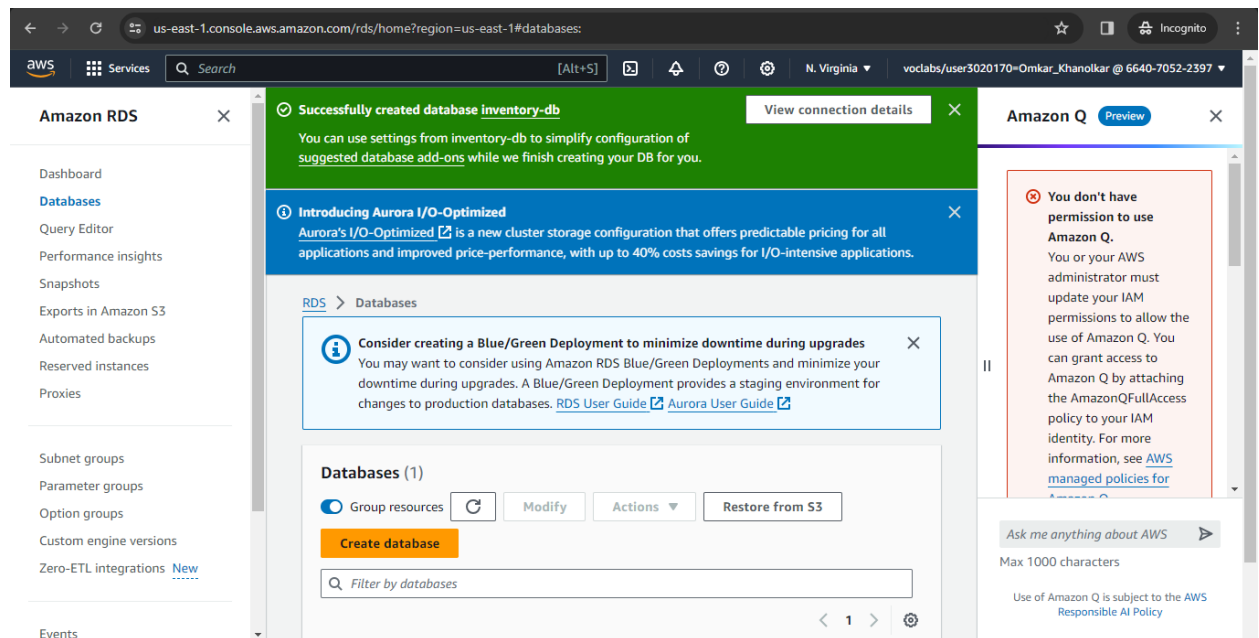 us-east-1.console.aws.amazon.com/rds/home?region=us-east-1#databases:
Incognito
aws
Services
Search
[Alt+S]
N. Virginia ▼
voclabs/user3020170=Omkar_Khanolkar @ 6640-7052-2397 ▼
Amazon RDS
Dashboard
Databases
Query Editor
Performance insights
Snapshots
Exports in Amazon S3
Automated backups
Reserved instances
Proxies
Subnet groups
Parameter groups
Option groups
Custom engine versions
Zero-ETL integrations New
Events
Successfully created database inventory-db
View connection details
You can use settings from inventory-db to simplify configuration of
suggested database add-ons while we finish creating your DB for you.
Introducing Aurora I/O-Optimized
Aurora's I/O-Optimized is a new cluster storage configuration that offers predictable pricing for all
applications and improved price-performance, with up to 40% costs savings for I/O-intensive applications.
RDS > Databases
Consider creating a Blue/Green Deployment to minimize downtime during upgrades
You may want to consider using Amazon RDS Blue/Green Deployments and minimize your
downtime during upgrades. A Blue/Green Deployment provides a staging environment for
changes to production databases. RDS User Guide Aurora User Guide
Databases (1)
Group resources
Modify
Actions ▼
Restore from S3
Create database
Filter by databases
< 1 >
Amazon Q Preview
You don't have
permission to use
Amazon Q.
You or your AWS
administrator must
update your IAM
permissions to allow the
use of Amazon Q. You
can grant access to
Amazon Q by attaching
the AmazonQFullAccess
policy to your IAM
identity. For more
information, see AWS
managed policies for
Amazon Q
Ask me anything about AWS
Max 1000 characters
Use of Amazon Q is subject to the AWS
Responsible AI Policy